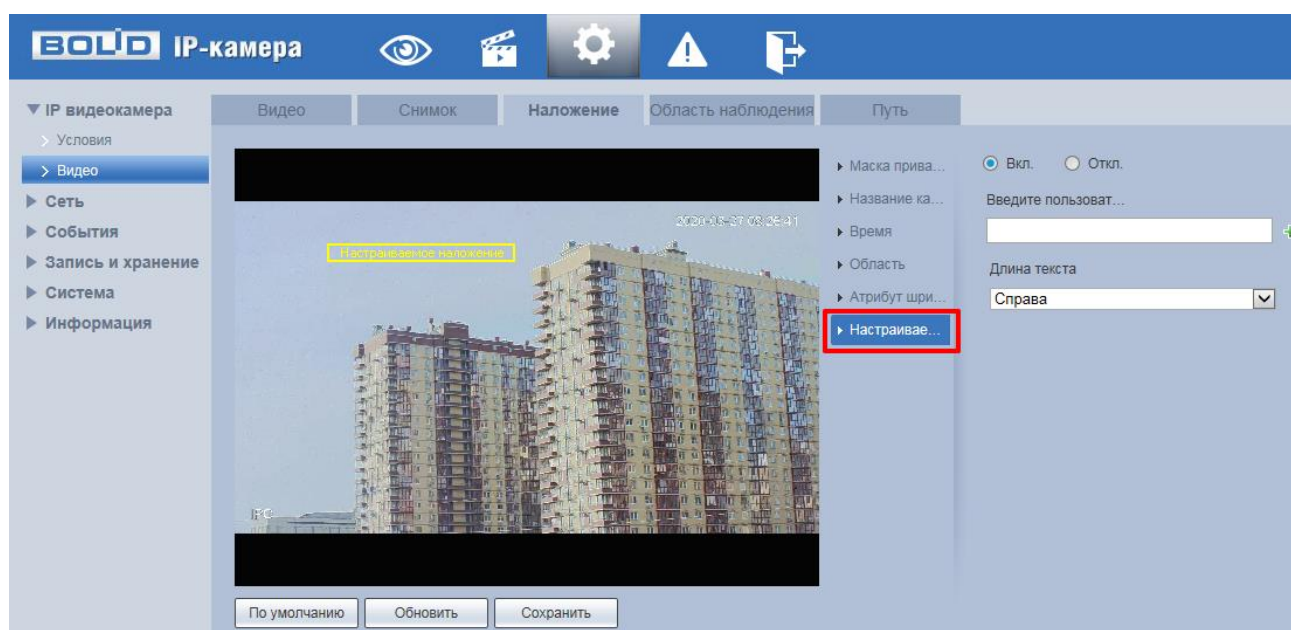 BOLID IP-камера
IP видеокамера
Условия
Видео
Сеть
События
Запись и хранение
Система
Информация
Видео Снимок Наложение Область наблюдения Путь
Настраиваемое наложение
IPC
По умолчанию Обновить Сохранить
Маска прива...
Название ка...
Время
Область
Атрибут шри...
Настраивае...
Вкл. Откл.
Введите пользоват...
Длина текста
Справа